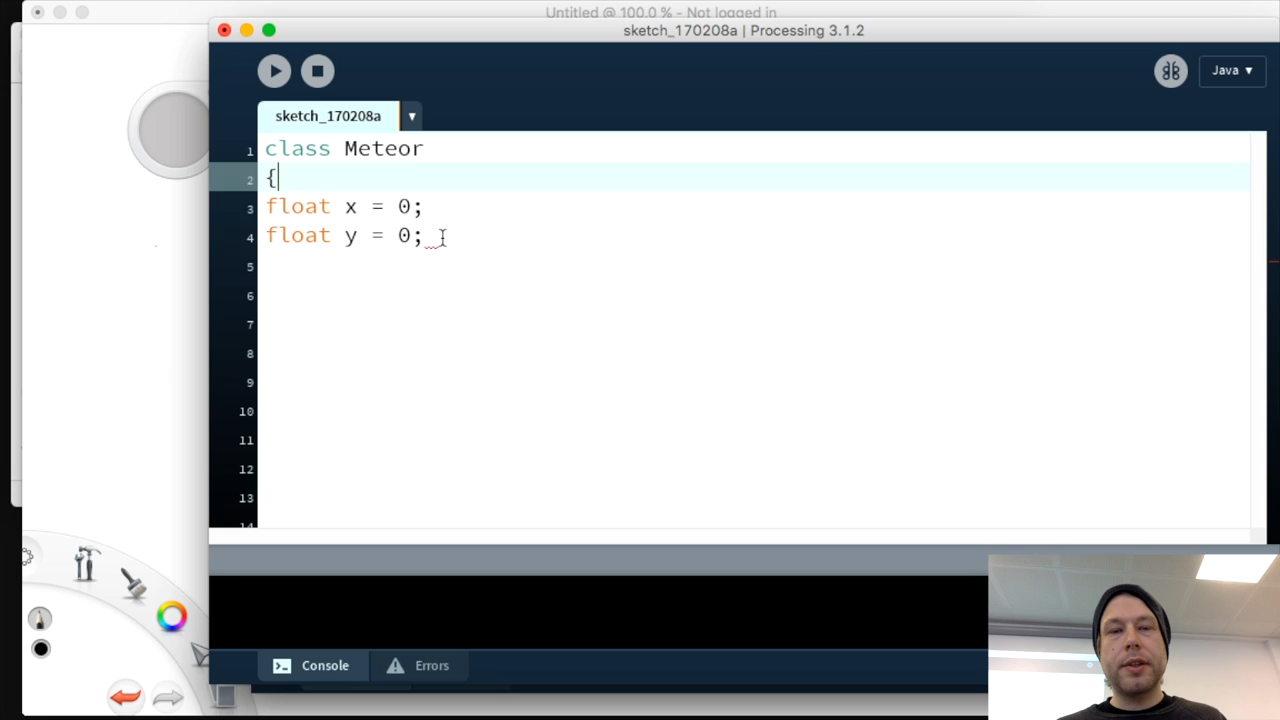 Untitled @ 100.0 % - Not logged in
sketch_170208a | Processing 3.1.2
Java ▾
sketch_170208a ▾
1 class Meteor
2 {
3 float x = 0;
4 float y = 0;
5
6
7
8
9
10
11
12
13
14
Console
Errors